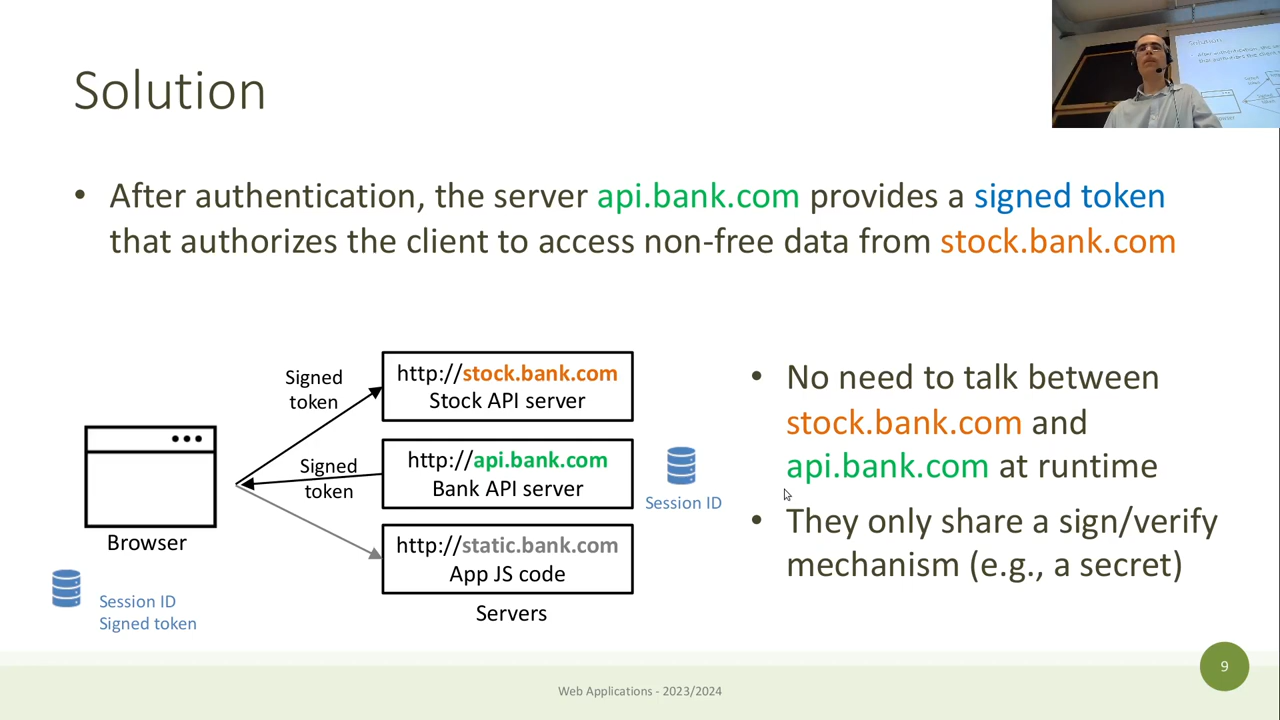 Solution
• After authentication, the server api.bank.com provides a signed token
that authorizes the client to access non-free data from stock.bank.com
Signed
token
http://stock.bank.com
Stock API server
Signed
token
http://api.bank.com
Bank API server
Session ID
http://static.bank.com
App JS code
Servers
Browser
Session ID
Signed token
• No need to talk between
stock.bank.com and
api.bank.com at runtime
• They only share a sign/verify
mechanism (e.g., a secret)
Web Applications - 2023/2024
9